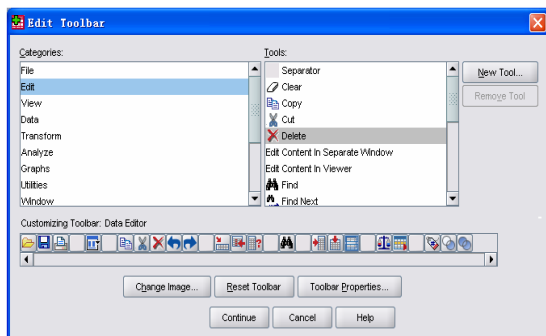 Edit Toolbar
Categories:
Tools:
File
Edit
View
Data
Transform
Analyze
Graphs
Utilities
Window
Separator
Clear
Copy
Cut
Delete
Edit Content In Separate Window
Edit Content In Viewer
Find
Find Next
New Tool...
Remove Tool
Customizing Toolbar: Data Editor
Change Image...
Reset Toolbar
Toolbar Properties...
Continue
Cancel
Help